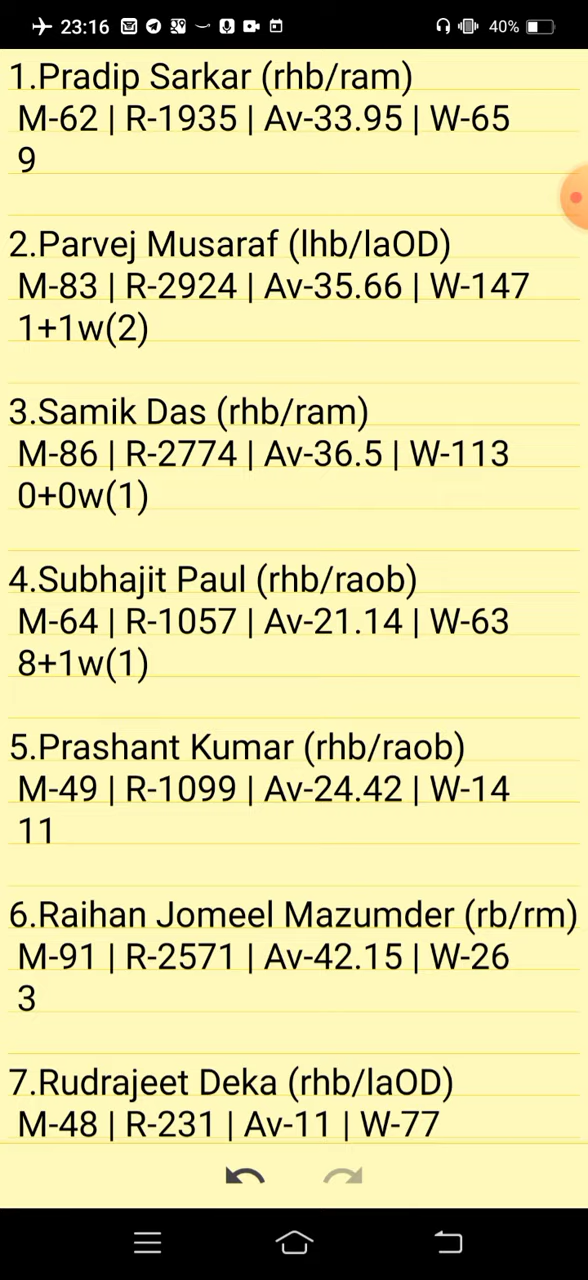 23:16
40%
1.Pradip Sarkar (rhb/ram)
M-62 | R-1935 | Av-33.95 | W-65
9
2.Parvej Musaraf (lhb/laOD)
M-83 | R-2924 | Av-35.66 | W-147
1+1w(2)
3.Samik Das (rhb/ram)
M-86 | R-2774 | Av-36.5 | W-113
0+0w(1)
4.Subhajit Paul (rhb/raob)
M-64 | R-1057 | Av-21.14 | W-63
8+1w(1)
5.Prashant Kumar (rhb/raob)
M-49 | R-1099 | Av-24.42 | W-14
11
6.Raihan Jomeel Mazumder (rb/rm)
M-91 | R-2571 | Av-42.15 | W-26
3
7.Rudrajeet Deka (rhb/laOD)
M-48 | R-231 | Av-11 | W-77